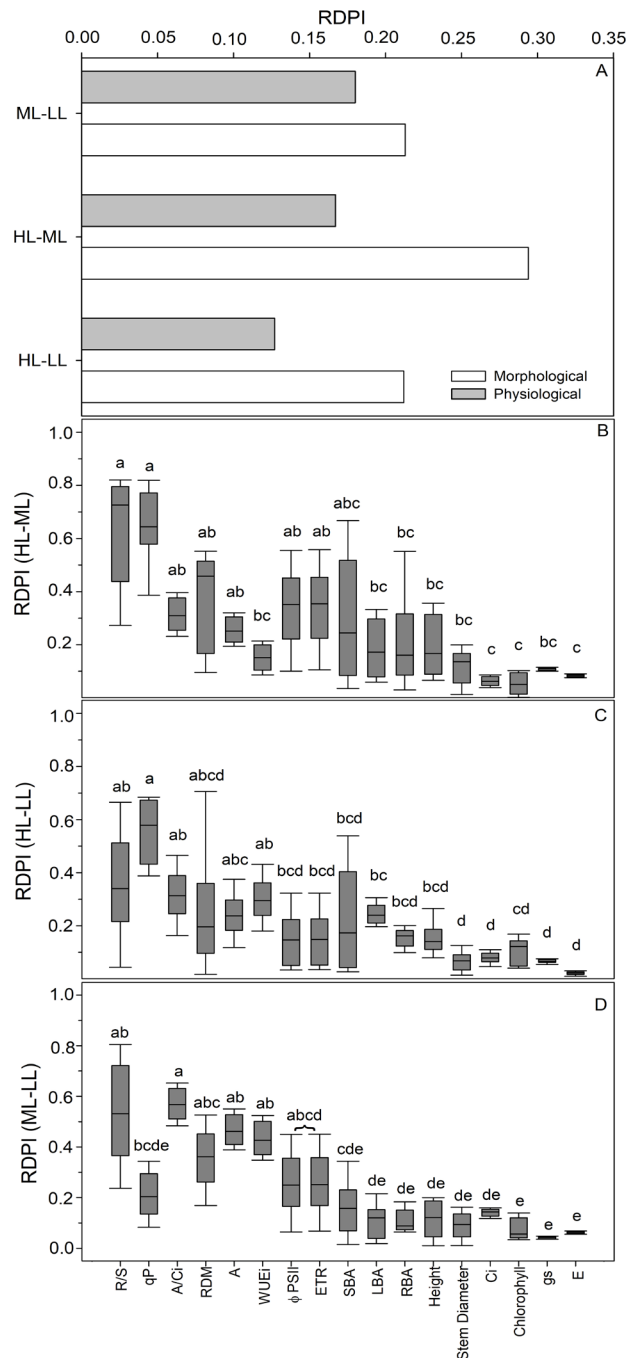 RDPI
0.00 0.05 0.10 0.15 0.20 0.25 0.30 0.35
A
ML-LL
HL-ML
HL-LL
Morphological
Physiological
B
RDPI (HL-ML)
1.0
0.8
0.6
0.4
0.2
a a ab ab ab bc ab ab abc bc bc bc bc c c bc c
C
RDPI (HL-LL)
1.0
0.8
0.6
0.4
0.2
ab a ab abcd abc ab bcd bcd bcd bc bcd bcd d d cd d d
D
RDPI (ML-LL)
1.0
0.8
0.6
0.4
0.2
0.0
ab bcde a abc ab ab abcd cde de de de de de e e e
R/S
qP
A/Ci
RDM
A
WUEi
ϕ PSII
ETR
SBA
LBA
RBA
Height
Stem Diameter
Ci
Chlorophyll
gs
E